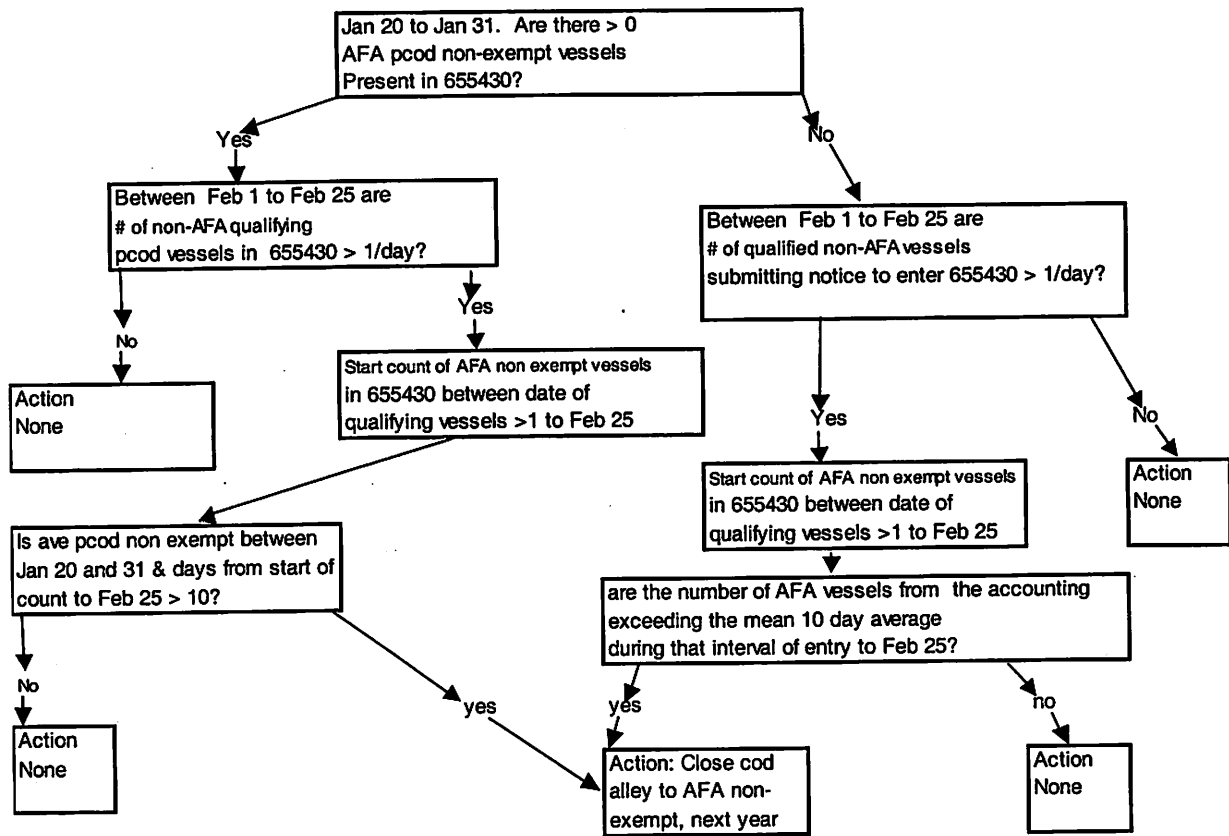 Jan 20 to Jan 31. Are there > 0
AFA pcod non-exempt vessels
Present in 655430?
Yes
No
Between Feb 1 to Feb 25 are
# of non-AFA qualifying
pcod vessels in 655430 > 1/day?
Between Feb 1 to Feb 25 are
# of qualified non-AFA vessels
submitting notice to enter 655430 > 1/day?
No
Yes
Yes
No
Action
None
Start count of AFA non exempt vessels
in 655430 between date of
qualifying vessels >1 to Feb 25
Start count of AFA non exempt vessels
in 655430 between date of
qualifying vessels >1 to Feb 25
Action
None
Is ave pcod non exempt between
Jan 20 and 31 & days from start of
count to Feb 25 > 10?
are the number of AFA vessels from the accounting
exceeding the mean 10 day average
during that interval of entry to Feb 25?
No
yes
yes
no
Action
None
Action: Close cod
alley to AFA non-
exempt, next year
Action
None